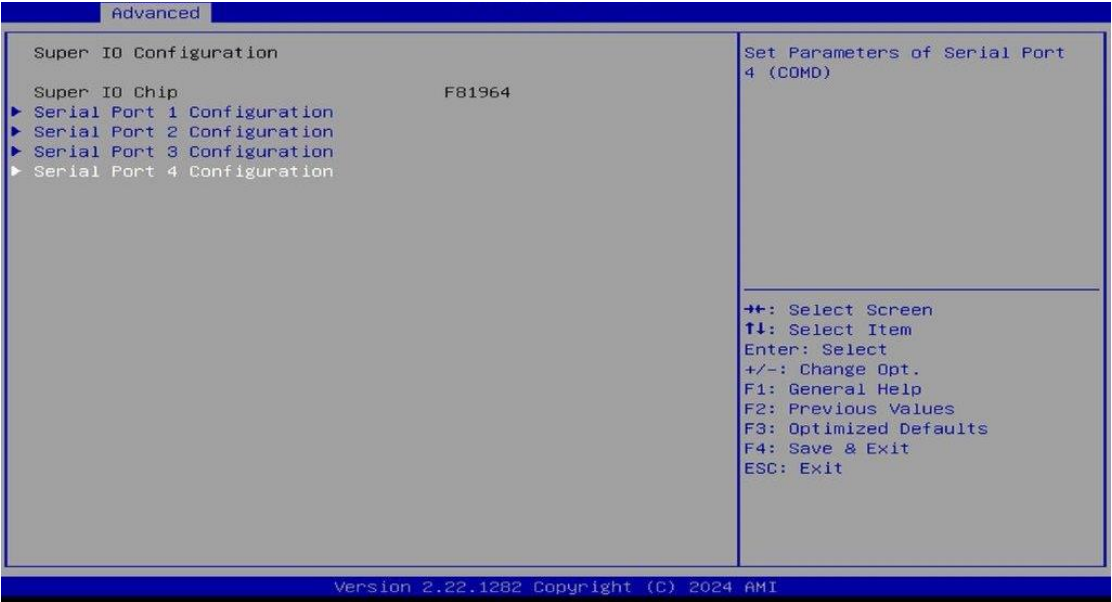 Advanced
Super IO Configuration
Super IO Chip F81964
▶ Serial Port 1 Configuration
▶ Serial Port 2 Configuration
▶ Serial Port 3 Configuration
▶ Serial Port 4 Configuration
Set Parameters of Serial Port
4 (COMD)
→←: Select Screen
↑↓: Select Item
Enter: Select
+/-: Change Opt.
F1: General Help
F2: Previous Values
F3: Optimized Defaults
F4: Save & Exit
ESC: Exit
Version 2.22.1282 Copyright (C) 2024 AMI